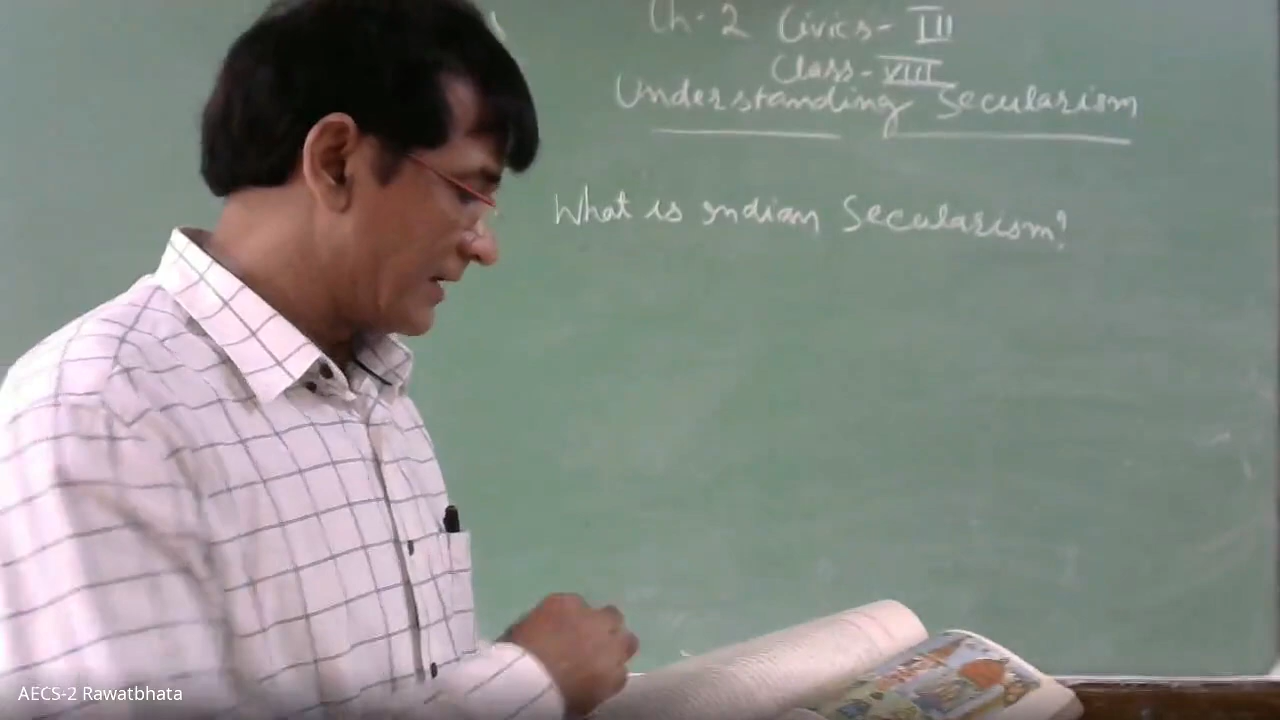 Ch-2 Civics- III
Class- VIII
Understanding Secularism
What is Indian Secularism?
AECS-2 Rawatbhata